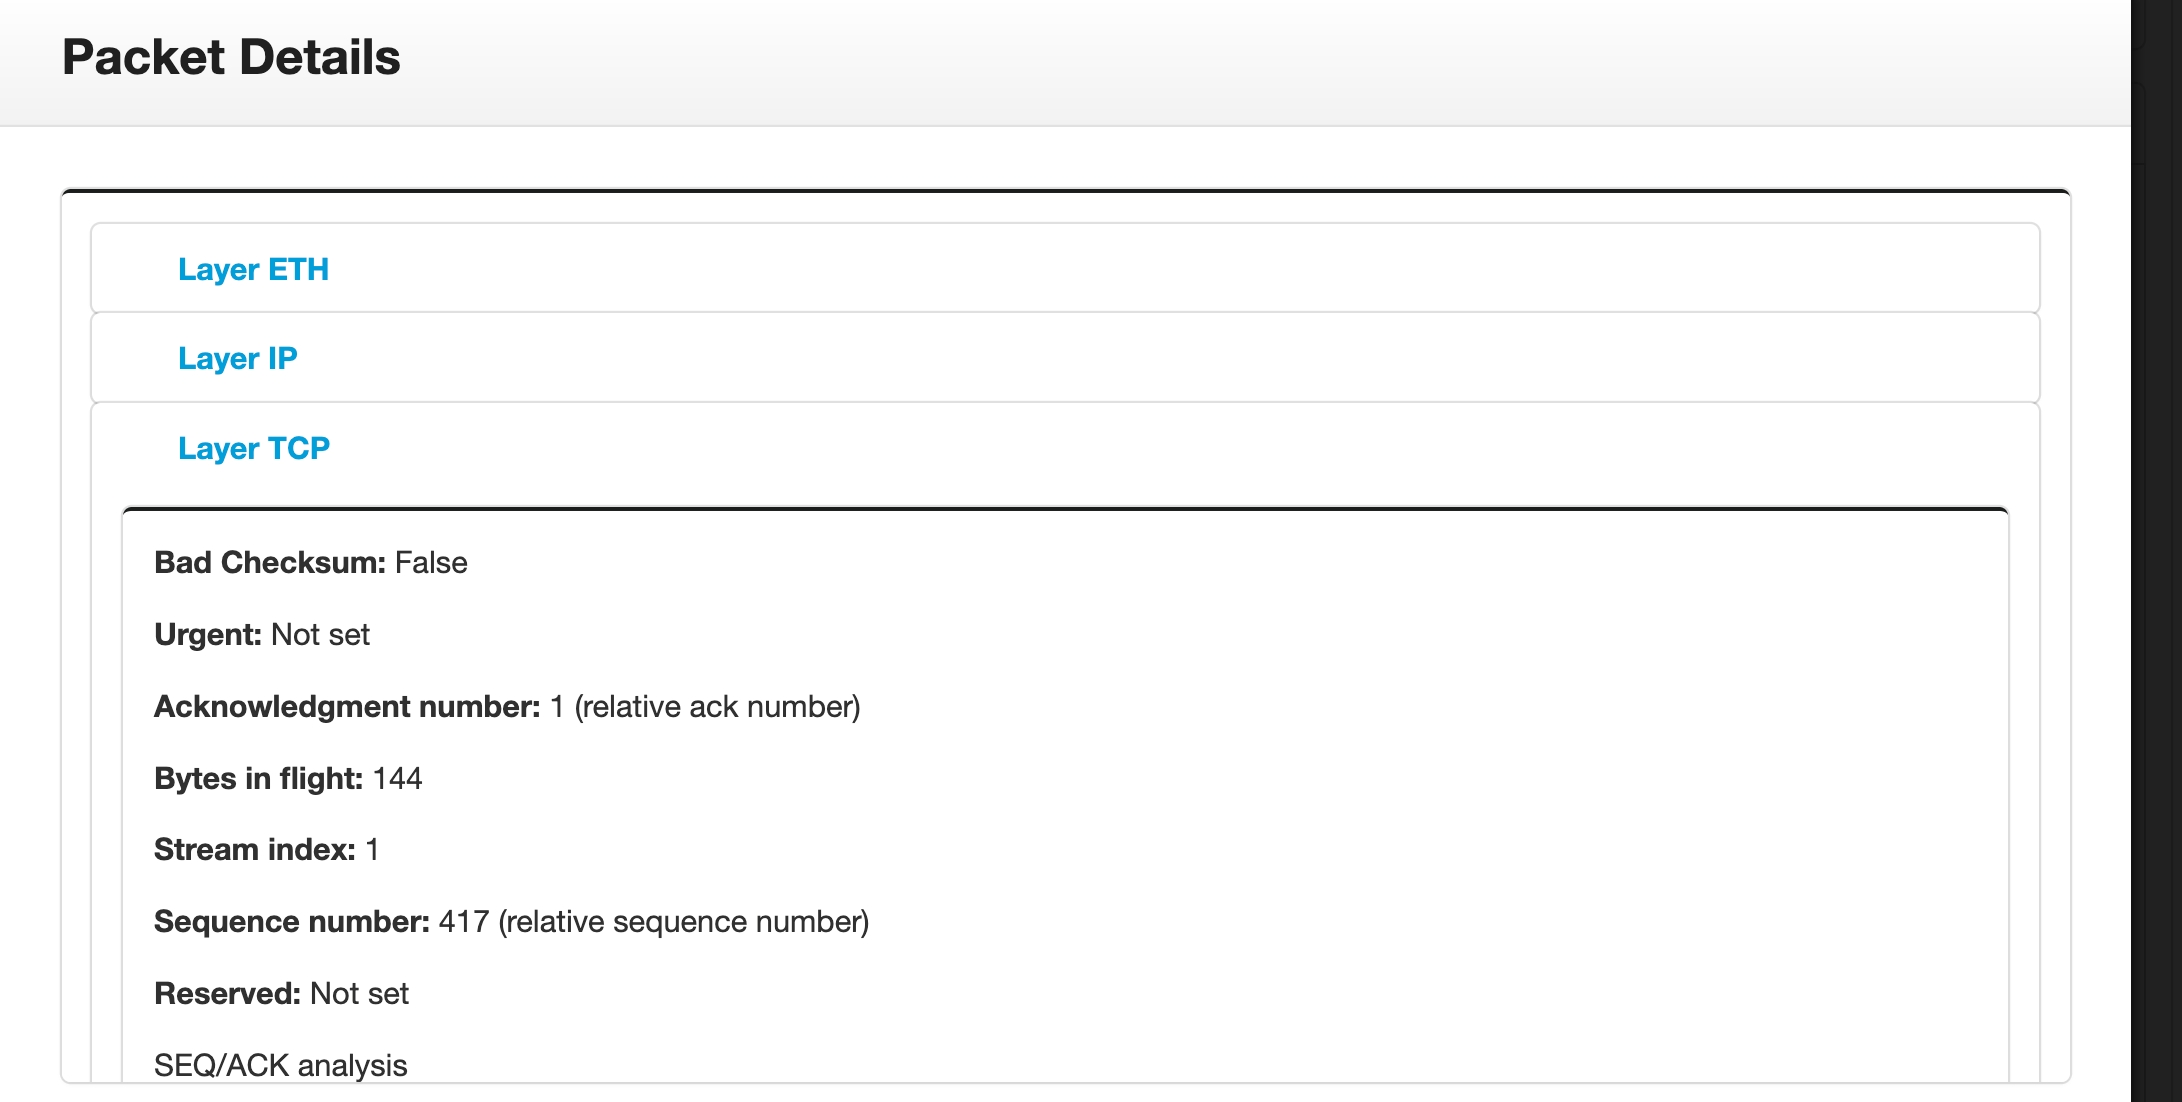 Packet Details
Layer ETH
Layer IP
Layer TCP
Bad Checksum: False
Urgent: Not set
Acknowledgment number: 1 (relative ack number)
Bytes in flight: 144
Stream index: 1
Sequence number: 417 (relative sequence number)
Reserved: Not set
SEQ/ACK analysis